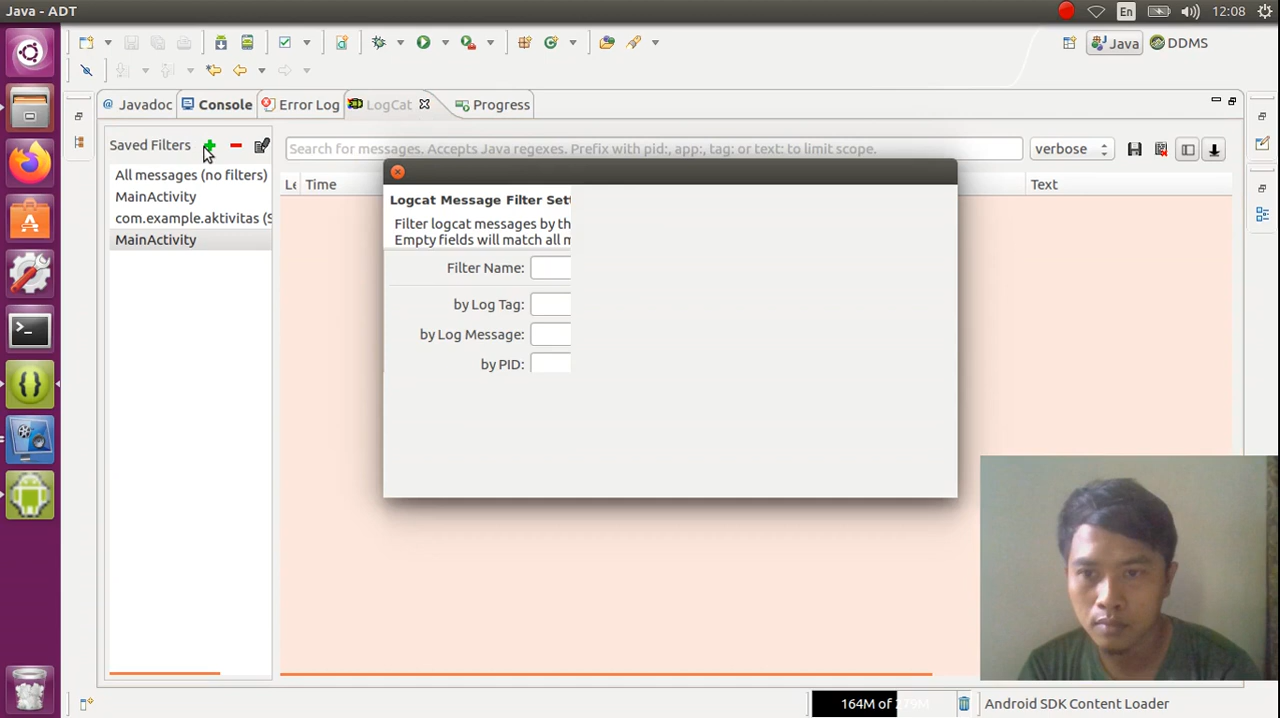 Java - ADT
En
12:08
Java
DDMS
Javadoc
Console
Error Log
LogCat
Progress
Saved Filters
Search for messages. Accepts Java regexes. Prefix with pid:, app:, tag: or text: to limit scope.
verbose
Time
Text
All messages (no filters)
MainActivity
com.example.aktivitas (S
MainActivity
Logcat Message Filter Set
Filter logcat messages by th
Empty fields will match all m
Filter Name:
by Log Tag:
by Log Message:
by PID:
164M of 279M
Android SDK Content Loader